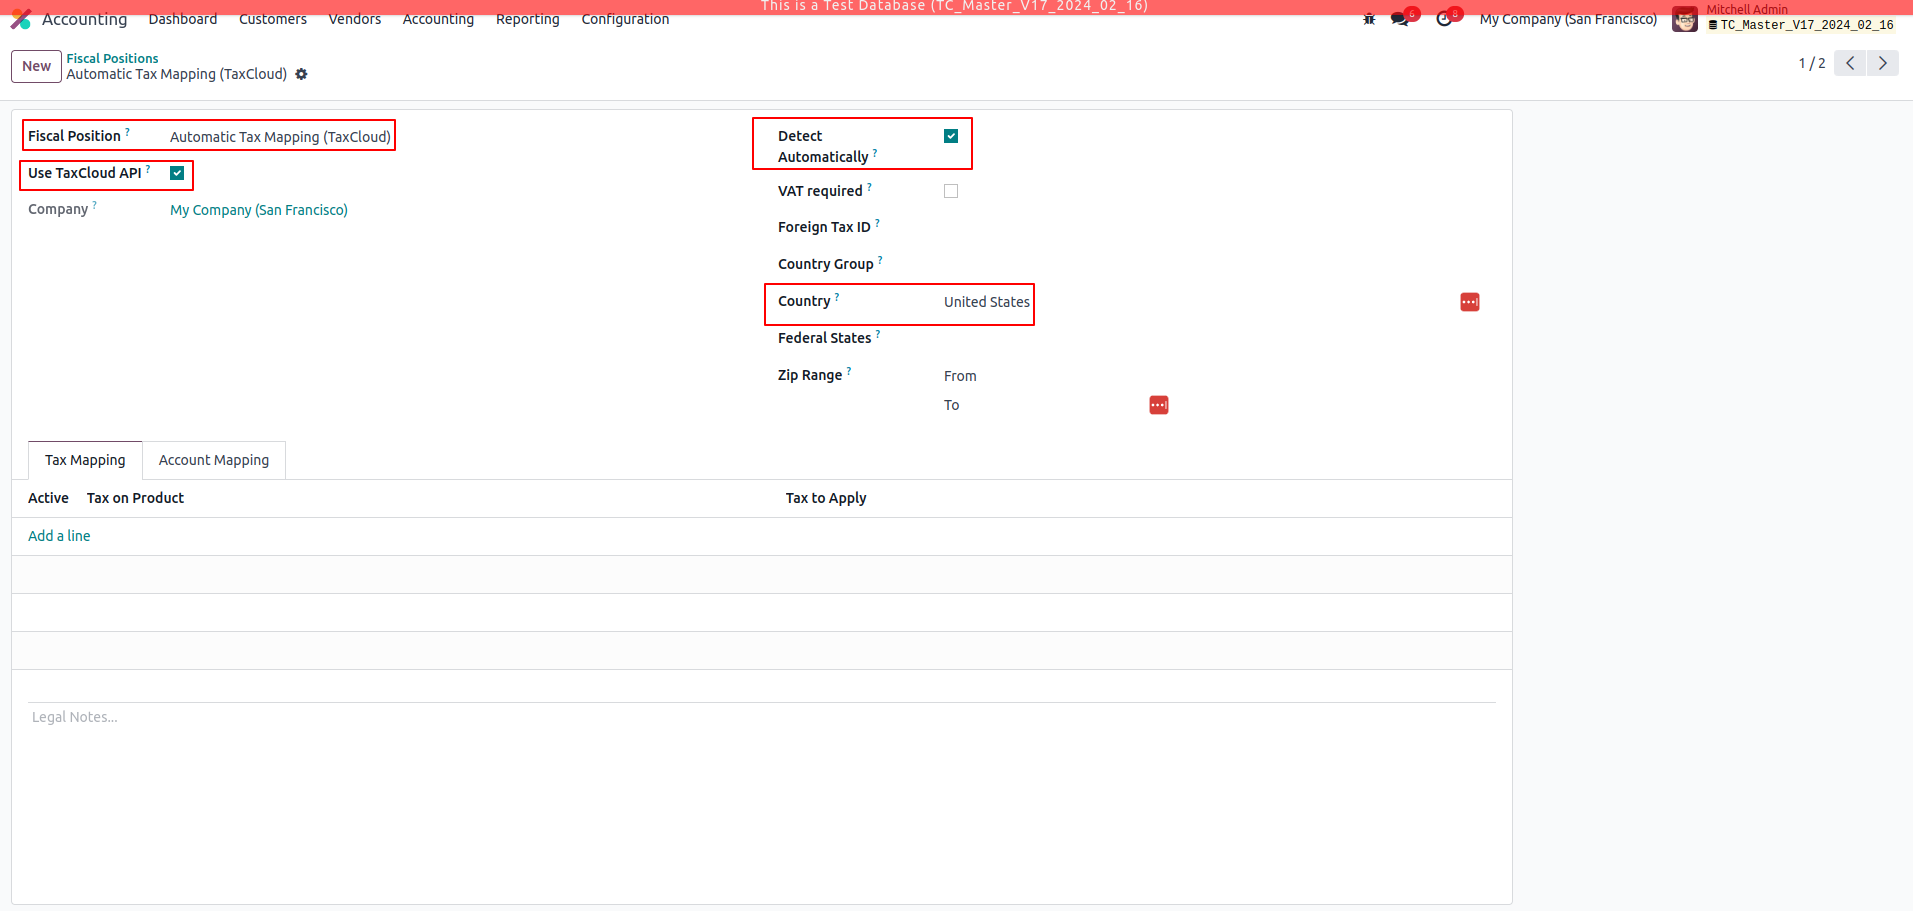 This is a Test Database (TC_Master_V17_2024_02_16)
Accounting Dashboard Customers Vendors Accounting Reporting Configuration 6 8 My Company (San Francisco) Mitchell Admin
TC_Master_V17_2024_02_16
New Fiscal Positions
Automatic Tax Mapping (TaxCloud) 1 / 2
Fiscal Position ? Automatic Tax Mapping (TaxCloud)
Use TaxCloud API ?
Company ? My Company (San Francisco)
Detect
Automatically ?
VAT required ?
Foreign Tax ID ?
Country Group ?
Country ? United States
Federal States ?
Zip Range ? From
To
Tax Mapping Account Mapping
Active Tax on Product Tax to Apply
Add a line
Legal Notes...